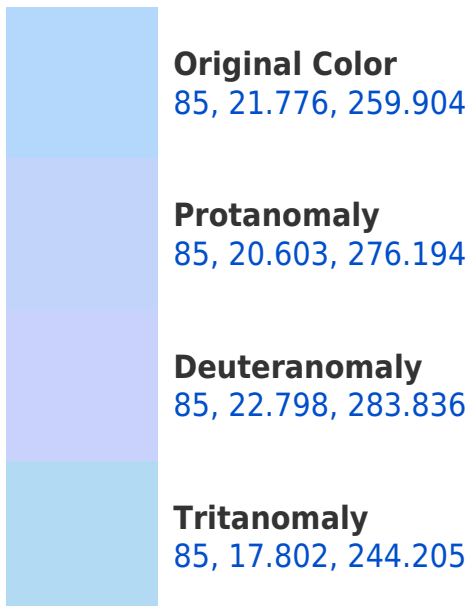 Original Color
85, 21.776, 259.904
Protanomaly
85, 20.603, 276.194
Deuteranomaly
85, 22.798, 283.836
Tritanomaly
85, 17.802, 244.205